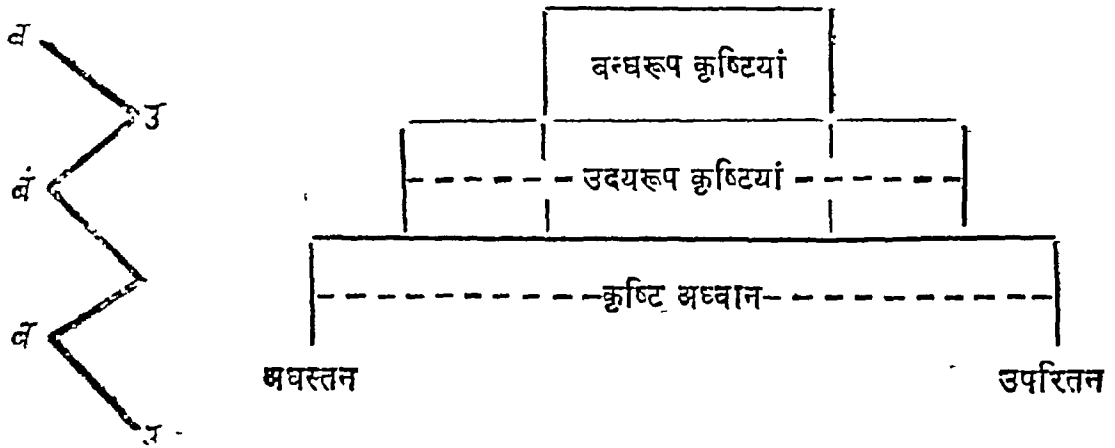 व
उ
बं
व
उ
बन्धरूप कृष्टियां
उदयरूप कृष्टियां
कृष्टि अध्वान
अधस्तन
उपरितन